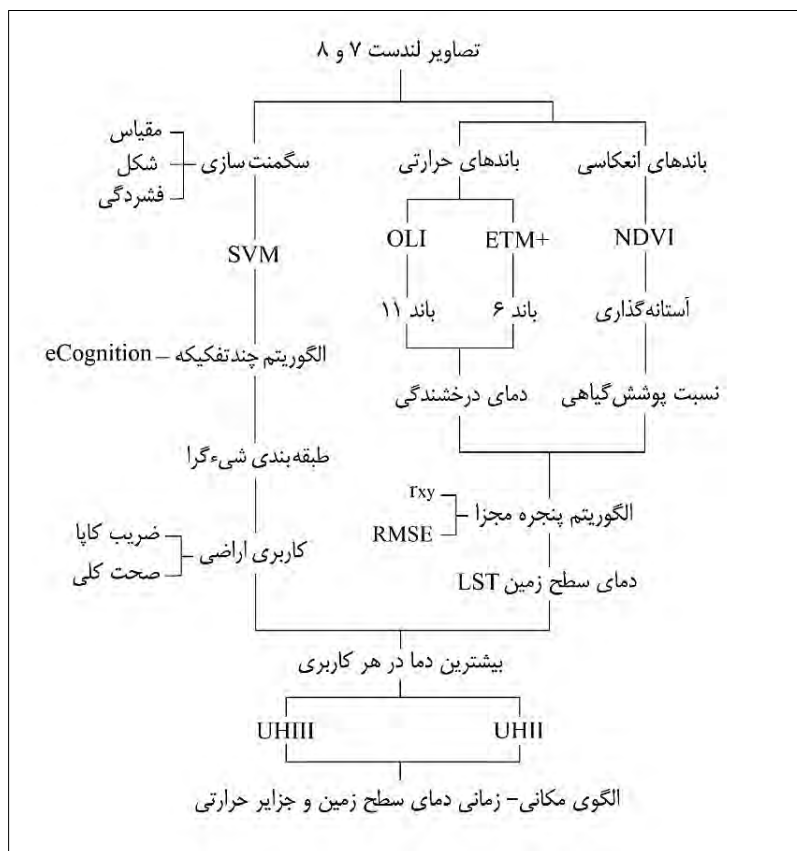 تصاویر لندست ۷ و ۸
باندهای انعکاسی
باندهای حرارتی
سگمنت سازی
مقیاس
شکل
فشردگی
NDVI
ETM+
OLI
SVM
آستانه‌گذاری
باند ۶
باند ۱۱
الگوریتم چندتفکیکه – eCognition
نسبت پوشش گیاهی
دمای درخشندگی
طبقه‌بندی شیءگرا
الگوریتم پنجره مجزا
rxy
RMSE
کاربری اراضی
ضریب کاپا
صحت کلی
دمای سطح زمین LST
بیشترین دما در هر کاربری
UHII
UHIII
الگوی مکانی- زمانی دمای سطح زمین و جزایر حرارتی